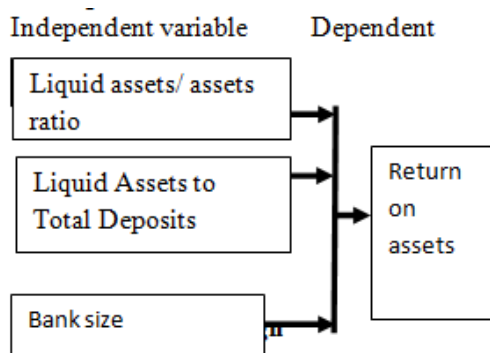 Independent variable Dependent
Liquid assets/ assets
ratio
Liquid Assets to
Total Deposits
Return
on
assets
Bank size